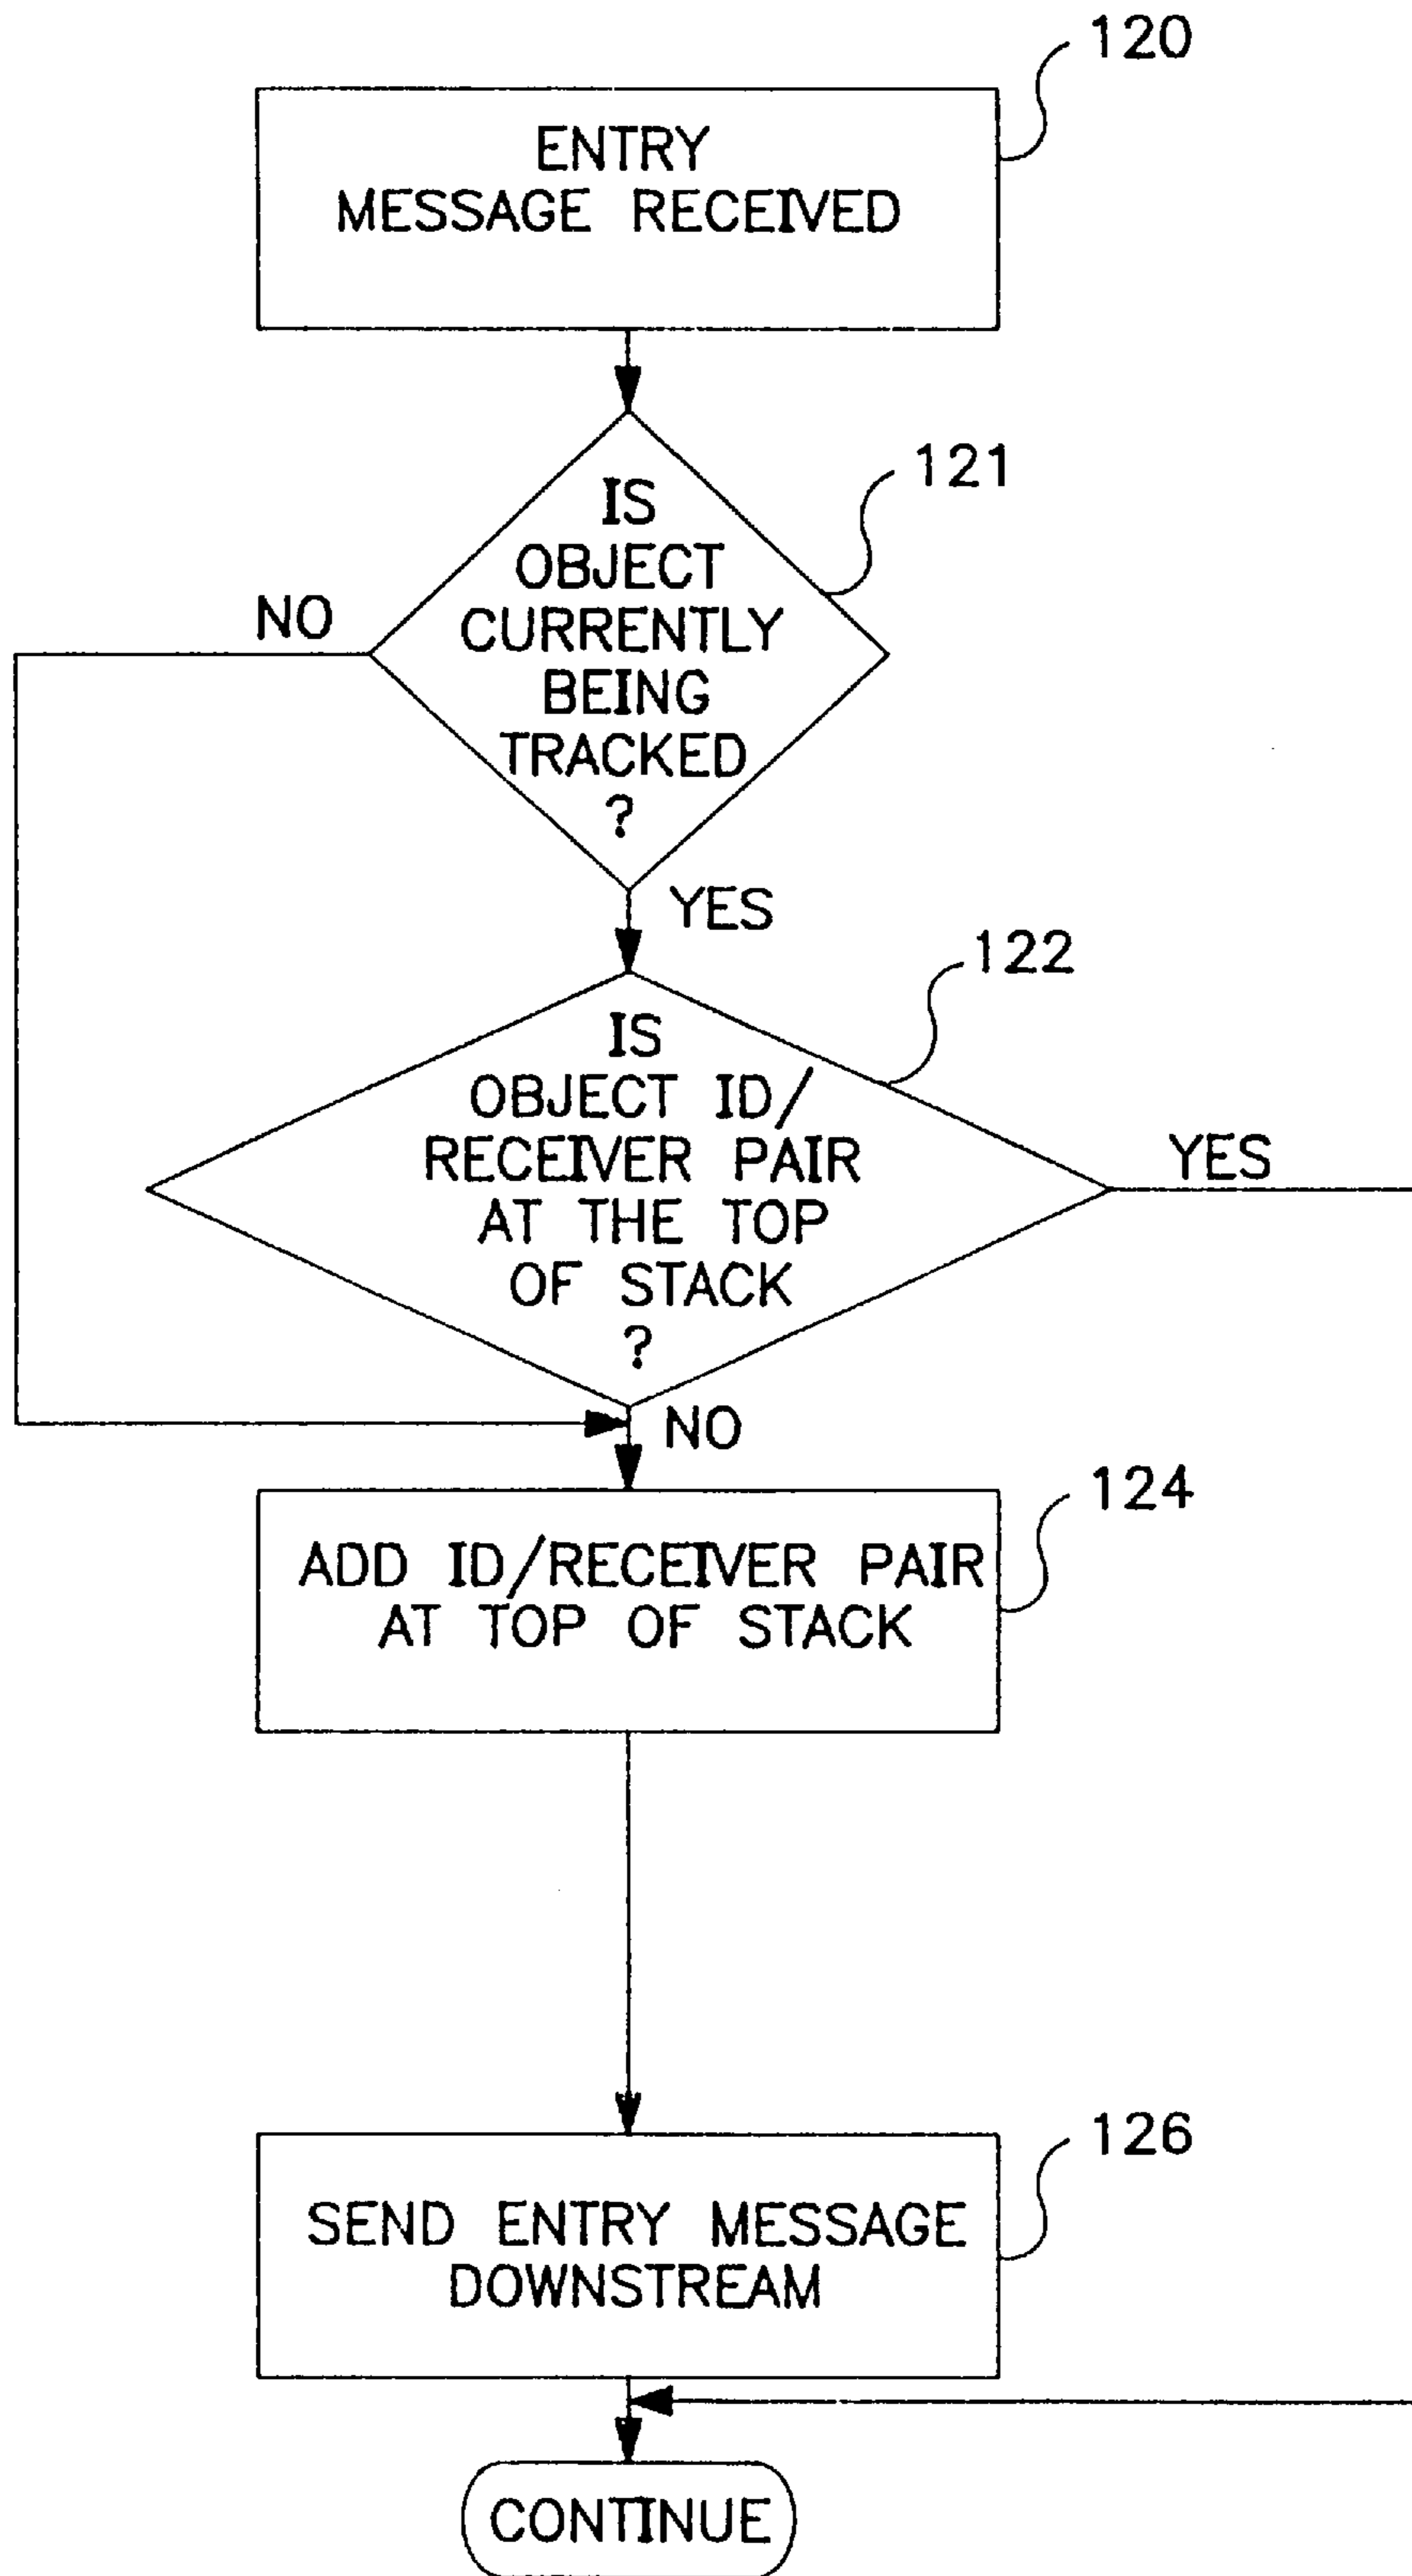 120
ENTRY
MESSAGE RECEIVED
121
IS
OBJECT
CURRENTLY
BEING
TRACKED
?
NO
YES
122
IS
OBJECT ID/
RECEIVER PAIR
AT THE TOP
OF STACK
?
YES
NO
124
ADD ID/RECEIVER PAIR
AT TOP OF STACK
126
SEND ENTRY MESSAGE
DOWNSTREAM
CONTINUE